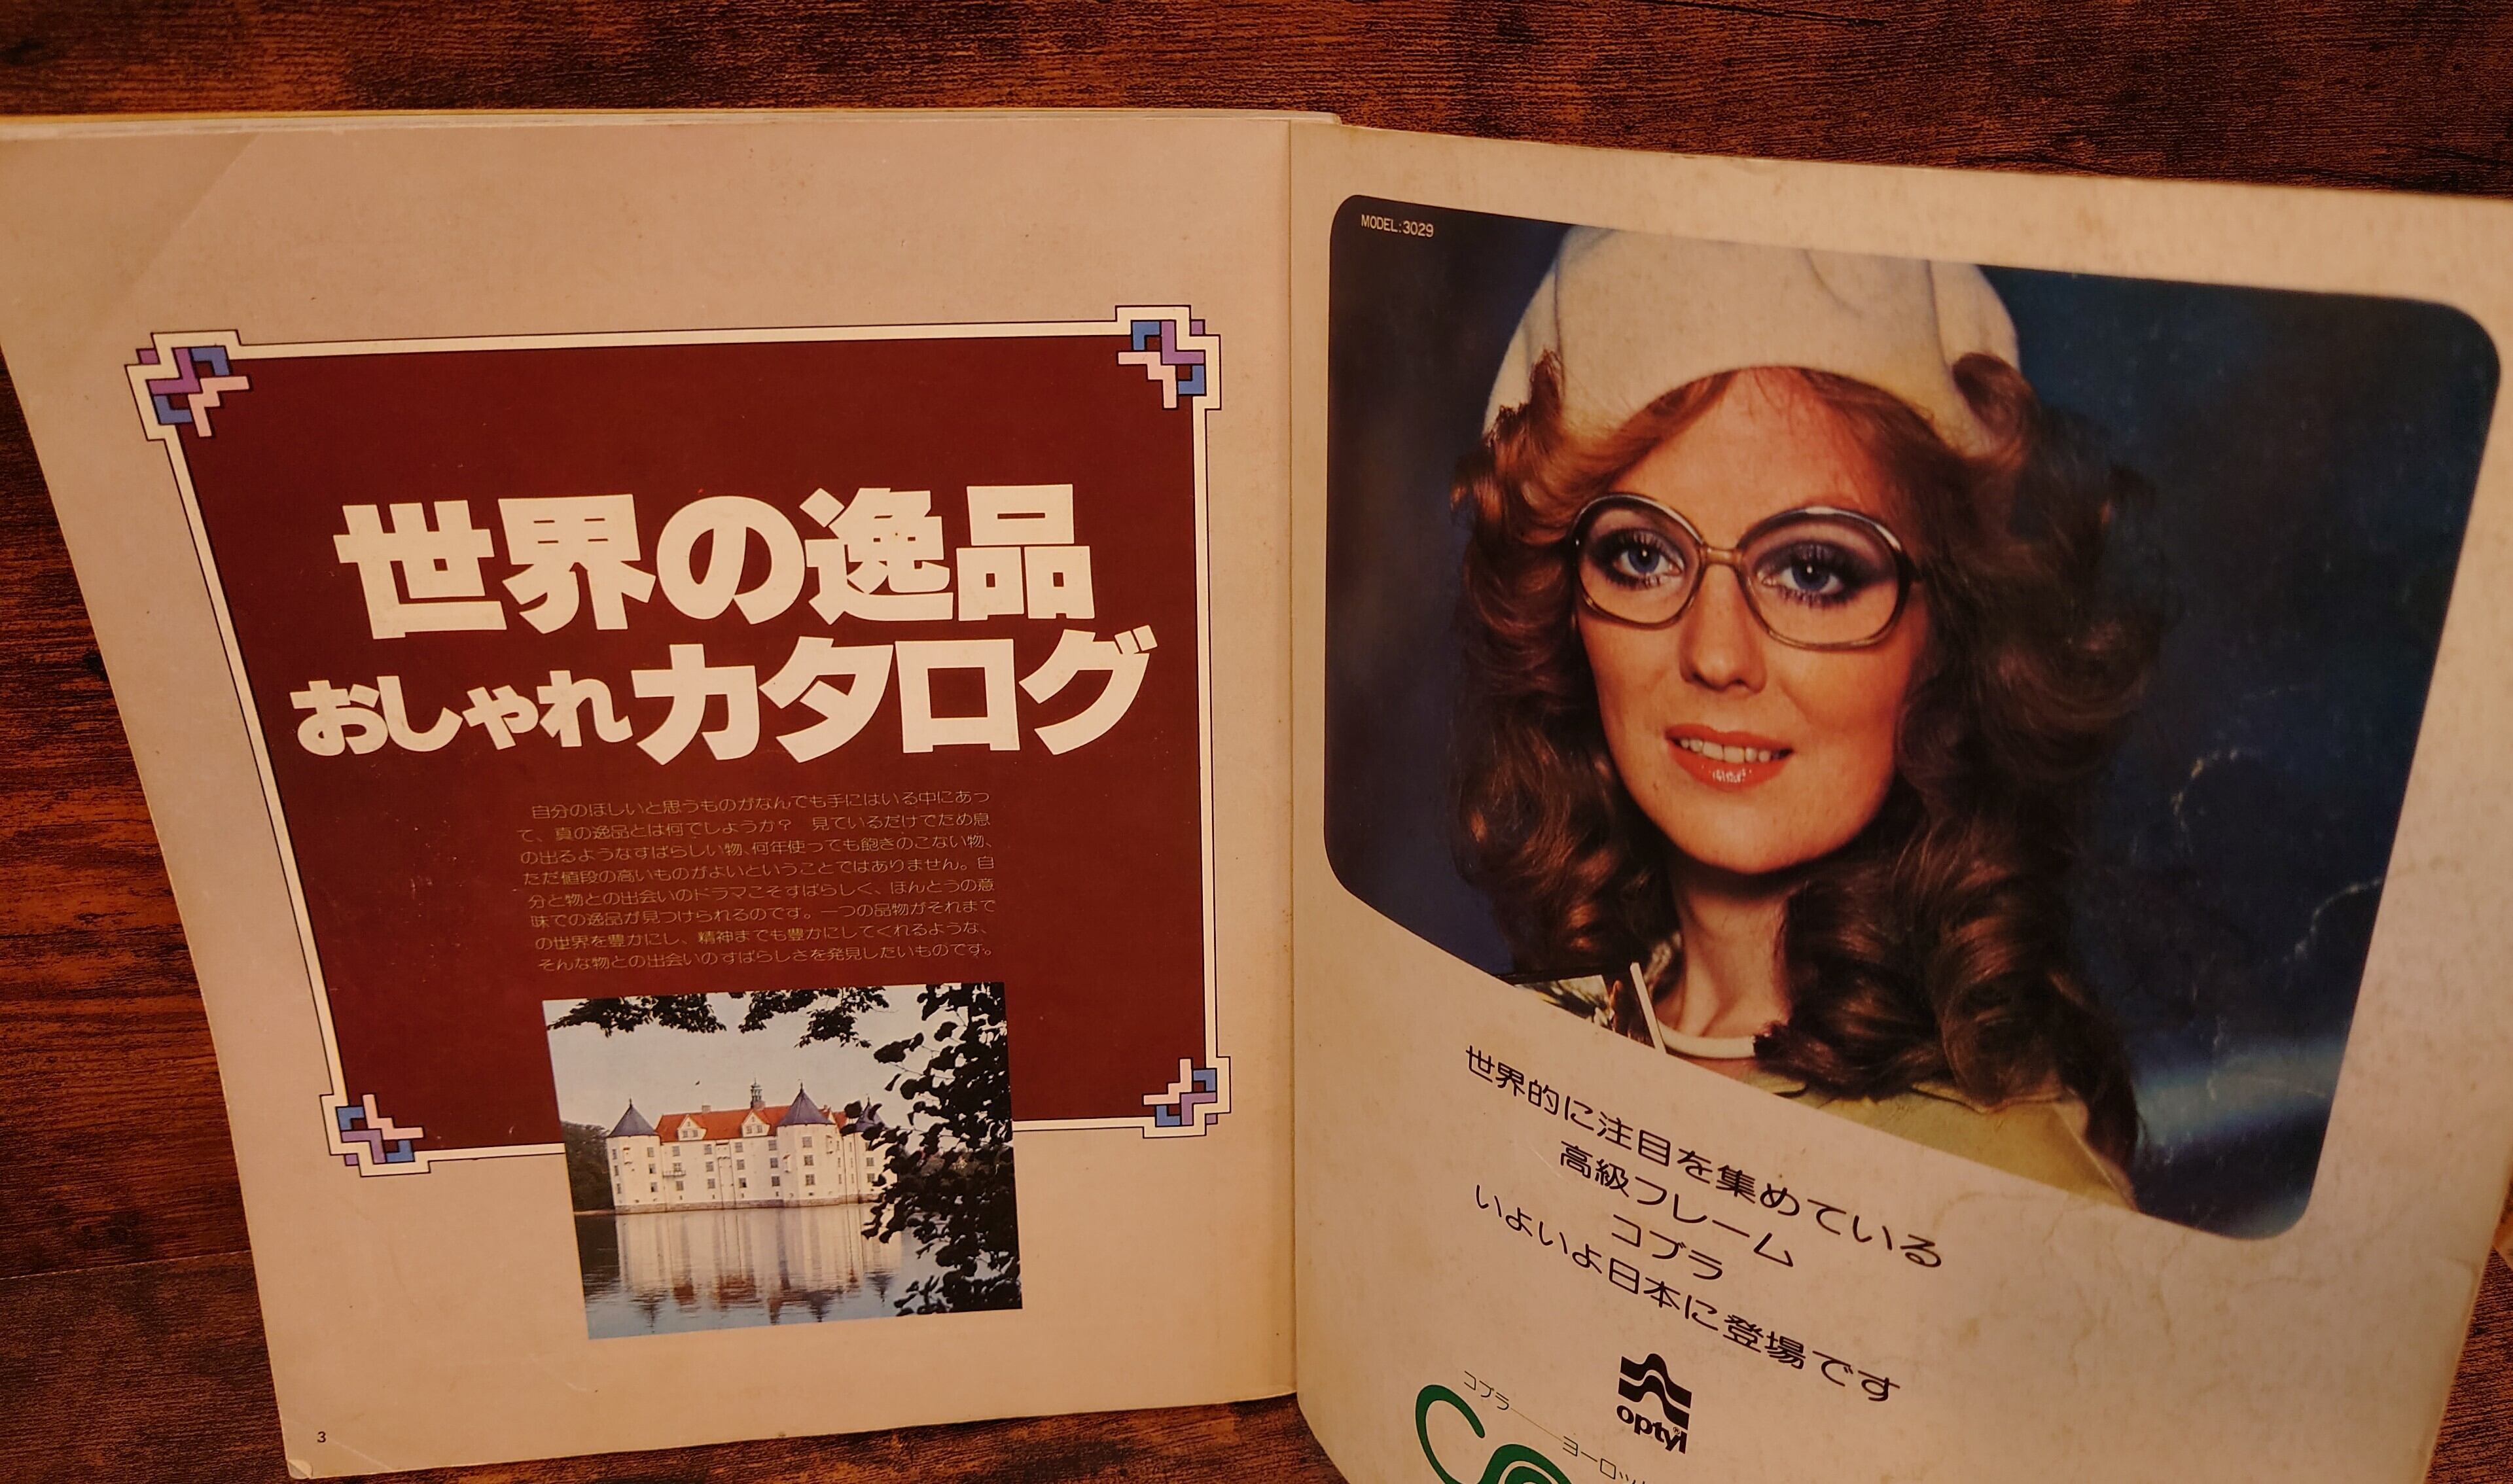 世界の逸品
おしゃれカタログ
自分のほしいと思うものがなんでも手にはいる中にあっ
て、真の逸品とは何でしょうか？　見ているだけでため息
の出るようなすばらしい物、何年使っても飽きのこない物、
ただ値段の高いものがよいということではありません。自
分と物との出会いのドラマこそすばらしく、ほんとうの意
味での逸品が見つけられるのです。一つの品物がそれまで
の世界を豊かにし、精神までも豊かにしてくれるような、
そんな物との出会いのすばらしさを発見したいものです。
3
MODEL:3029
世界的に注目を集めている
高級フレーム
コブラ
いよいよ日本に登場です
optyl
コブラ――ヨーロッ